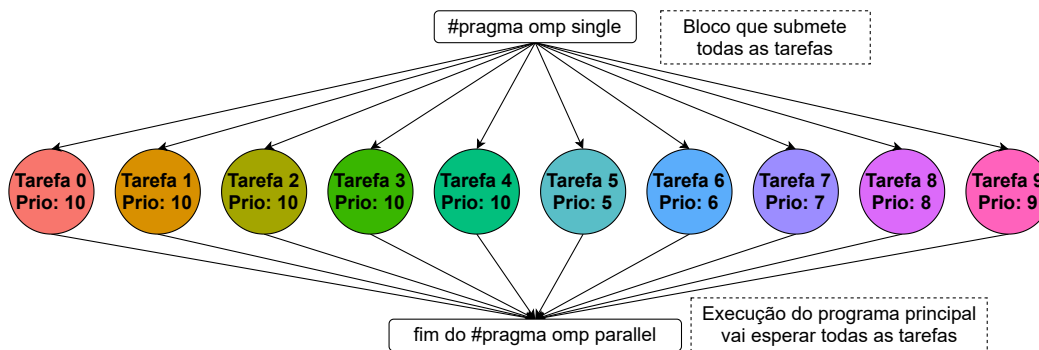 #pragma omp single
Bloco que submete
todas as tarefas
Tarefa 0
Prio: 10
Tarefa 1
Prio: 10
Tarefa 2
Prio: 10
Tarefa 3
Prio: 10
Tarefa 4
Prio: 10
Tarefa 5
Prio: 5
Tarefa 6
Prio: 6
Tarefa 7
Prio: 7
Tarefa 8
Prio: 8
Tarefa 9
Prio: 9
fim do #pragma omp parallel
Execução do programa principal
vai esperar todas as tarefas